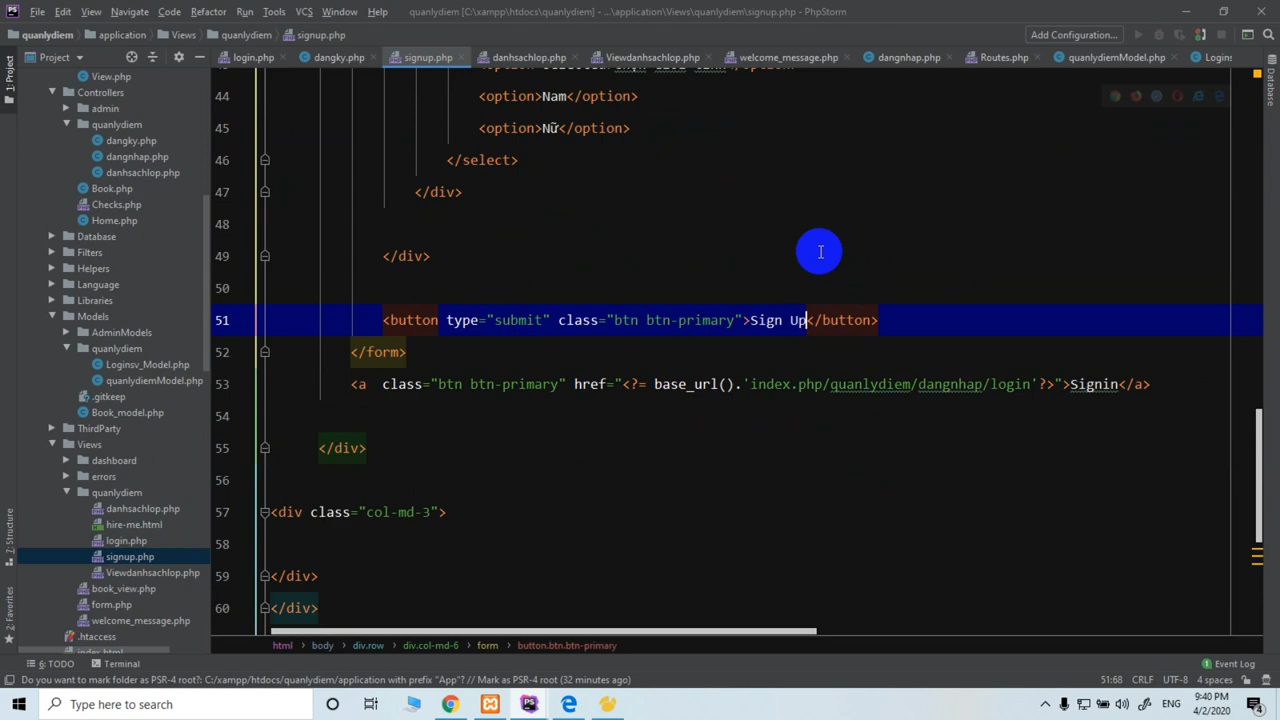 File Edit View Navigate Code Refactor Run Tools VCS Window Help quanlydiem [C:\xampp\htdocs\quanlydiem] - ...\application\Views\quanlydiem\signup.php - PhpStorm
quanlydiem application Views quanlydiem signup.php Add Configuration...
Project login.php dangky.php signup.php danhsachlop.php Viewdanhsachlop.php welcome_message.php dangnhap.php Routes.php quanlydiemModel.php Logins
1: Project
Database
View.php
Controllers
44 <option>Nam</option>
admin
quanlydiem
45 <option>Nữ</option>
dangky.php
dangnhap.php
46 </select>
danhsachlop.php
Book.php
47 </div>
Checks.php
Home.php
48
Database
Filters
49 </div>
Helpers
Language
50
Libraries
Models
51 <button type="submit" class="btn btn-primary">Sign Up</button>
AdminModels
quanlydiem
52 </form>
Loginsv_Model.php
quanlydiemModel.php
53 <a class="btn btn-primary" href="<?= base_url().'index.php/quanlydiem/dangnhap/login'?>">Signin</a>
.gitkeep
Book_model.php
54
ThirdParty
Views
55 </div>
dashboard
errors
56
quanlydiem
danhsachlop.php
57 <div class="col-md-3">
hire-me.html
login.php
58
signup.php
Viewdanhsachlop.php
59 </div>
book_view.php
form.php
60 </div>
welcome_message.php
.htaccess
Z: Structure
2: Favorites
html body div.row div.col-md-6 form button.btn.btn-primary
6: TODO Terminal 1 Event Log
Do you want to mark folder as PSR-4 root?: C:/xampp/htdocs/quanlydiem/application with prefix "App"? // Mark as PSR-4 root (32 minutes ago) 51:68 CRLF UTF-8 4 spaces
Type here to search ENG 9:40 PM
4/2/2020 4